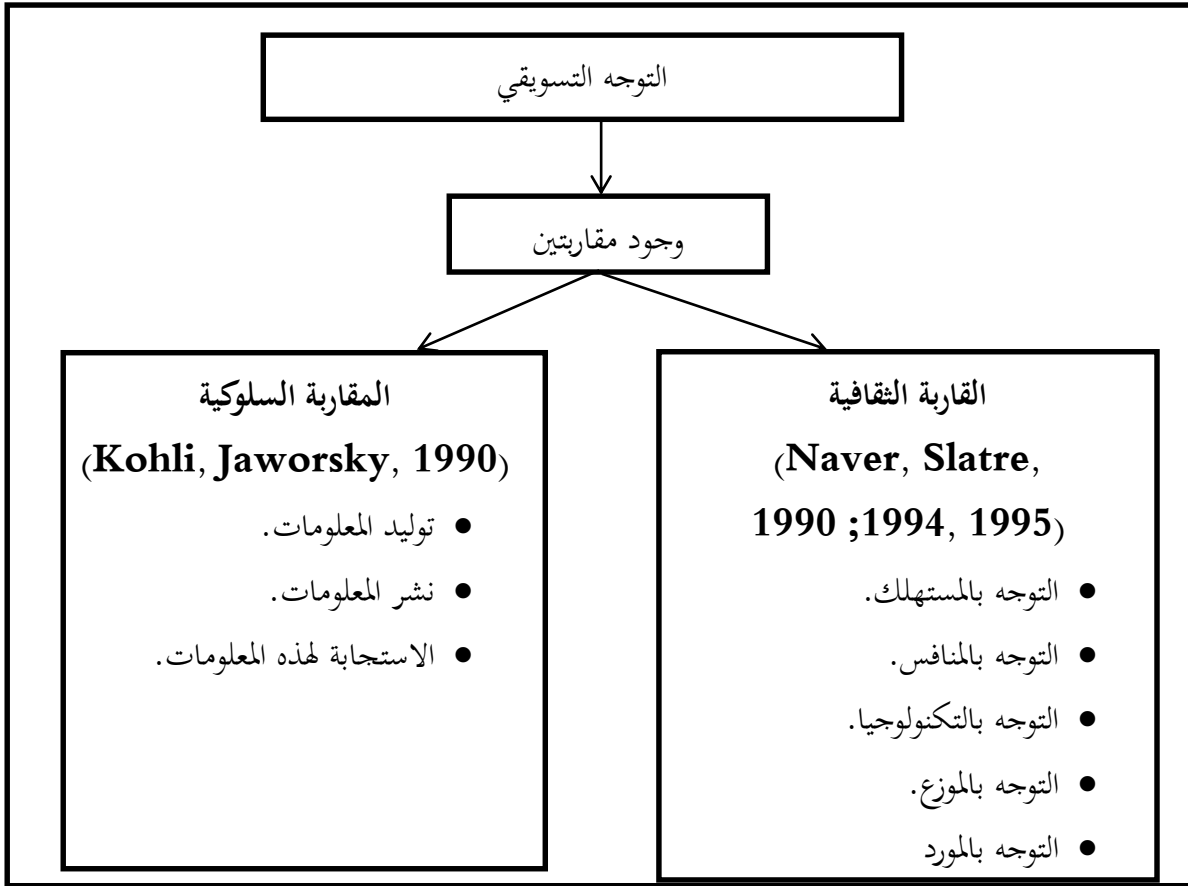 التوجه التسويقي
وجود مقاربتين
القاربة الثقافية
(Naver, Slatre,
1990 ;1994, 1995)
● التوجه بالمستهلك.
● التوجه بالمنافس.
● التوجه بالتكنولوجيا.
● التوجه بالموزع.
● التوجه بالمورد
المقاربة السلوكية
(Kohli, Jaworsky, 1990)
● توليد المعلومات.
● نشر المعلومات.
● الاستجابة لهذه المعلومات.